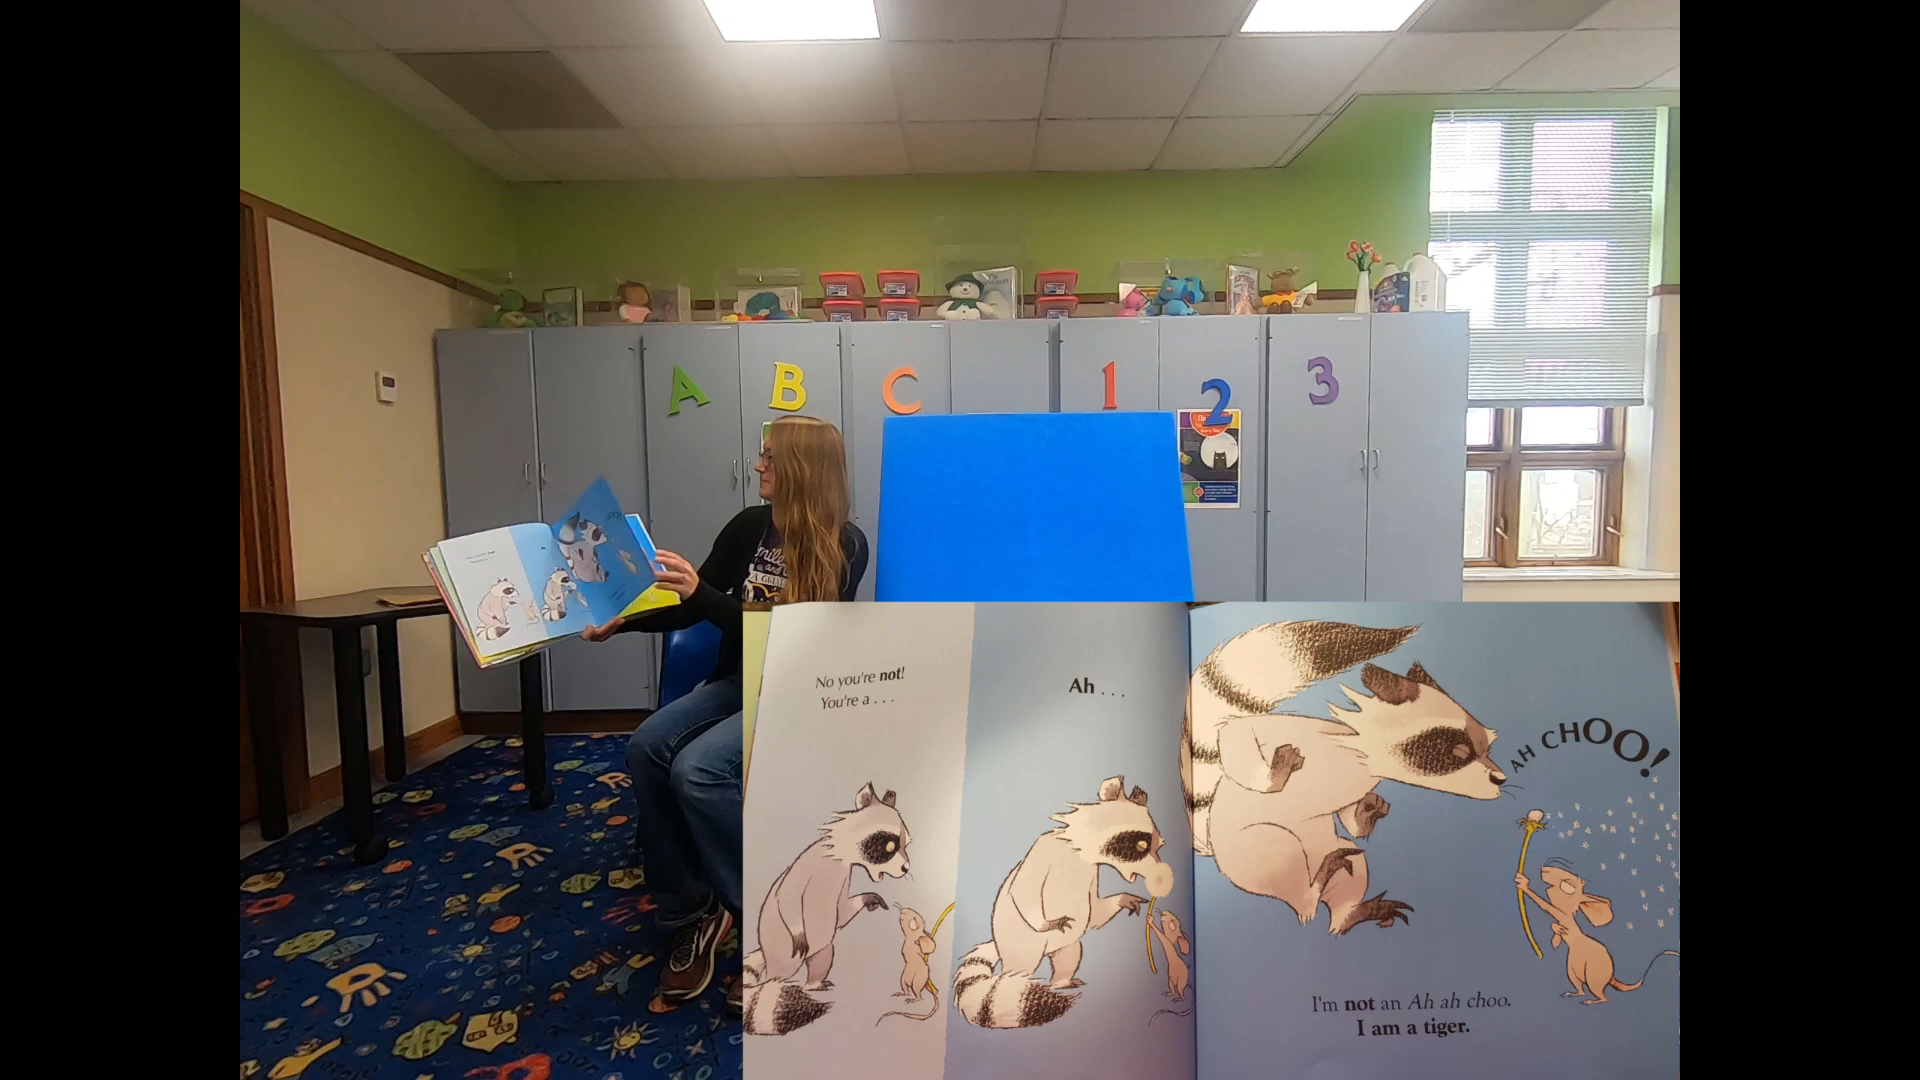 A B C 1 2 3
No you're not!
You're a . . .
Ah . . .
AH CHOO!
I'm not an Ah ah choo.
I am a tiger.